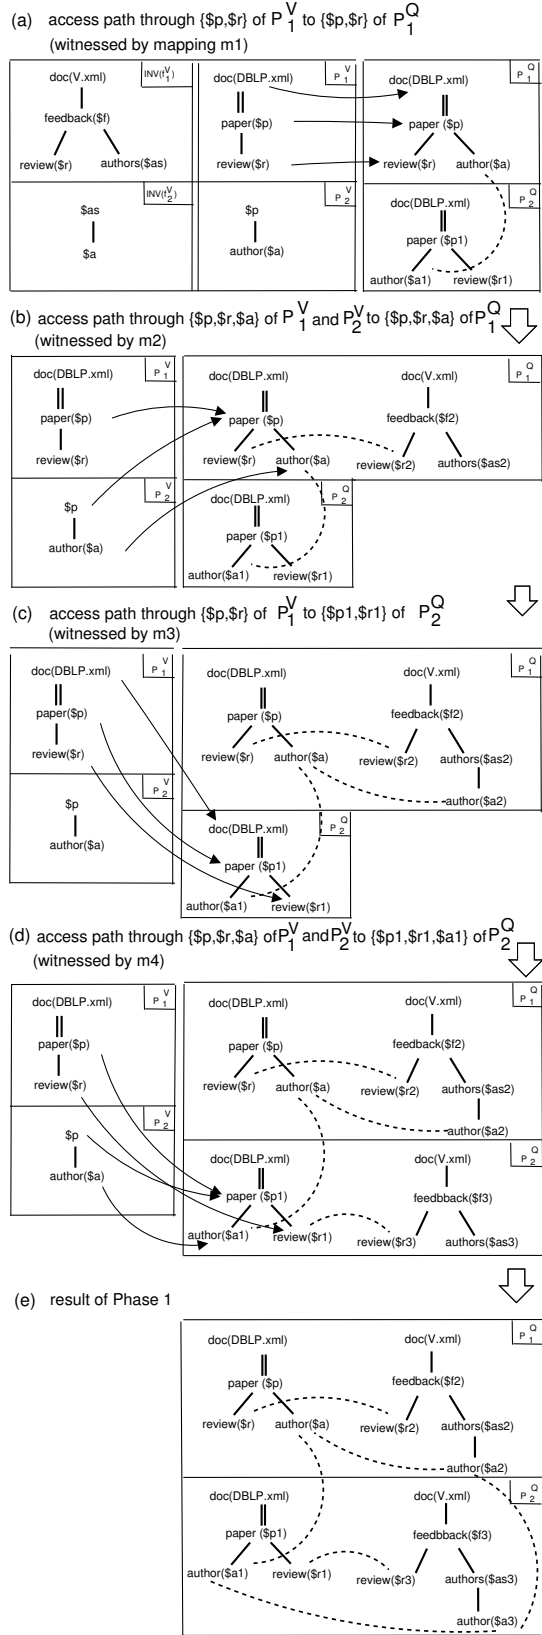 (a) access path through {$p,$r} of P1V to {$p,$r} of P1Q
(witnessed by mapping m1)
doc(V.xml) INV(f1V) doc(DBLP.xml) P1V doc(DBLP.xml) P1Q
feedback($f) paper($p) paper ($p)
review($r) authors($as) review($r) review($r) author($a)
$as INV(f2V) $p P2V doc(DBLP.xml) P2Q
$a author($a) paper ($p1)
author($a1) review($r1)
(b) access path through {$p,$r,$a} of P1V and P2V to {$p,$r,$a} of P1Q
(witnessed by m2)
doc(DBLP.xml) P1V doc(DBLP.xml) doc(V.xml) P1Q
paper($p) paper ($p) feedback($f2)
review($r) review($r) author($a) review($r2) authors($as2)
$p P2V doc(DBLP.xml) P2Q
author($a) paper ($p1)
author($a1) review($r1)
(c) access path through {$p,$r} of P1V to {$p1,$r1} of P2Q
(witnessed by m3)
doc(DBLP.xml) P1V doc(DBLP.xml) doc(V.xml) P1Q
paper($p) paper ($p) feedback($f2)
review($r) review($r) author($a) review($r2) authors($as2)
$p P2V author($a2)
author($a) doc(DBLP.xml) P2Q
paper ($p1)
author($a1) review($r1)
(d) access path through {$p,$r,$a} of P1V and P2V to {$p1,$r1,$a1} of P2Q
(witnessed by m4)
doc(DBLP.xml) P1V doc(DBLP.xml) doc(V.xml) P1Q
paper($p) paper ($p) feedback($f2)
review($r) review($r) author($a) review($r2) authors($as2)
$p P2V author($a2)
author($a) doc(DBLP.xml) doc(V.xml) P2Q
paper ($p1) feedbback($f3)
author($a1) review($r1) review($r3) authors($as3)
(e) result of Phase 1
doc(DBLP.xml) doc(V.xml) P1Q
paper ($p) feedback($f2)
review($r) author($a) review($r2) authors($as2)
author($a2)
doc(DBLP.xml) doc(V.xml) P2Q
paper ($p1) feedbback($f3)
author($a1) review($r1) review($r3) authors($as3)
author($a3)